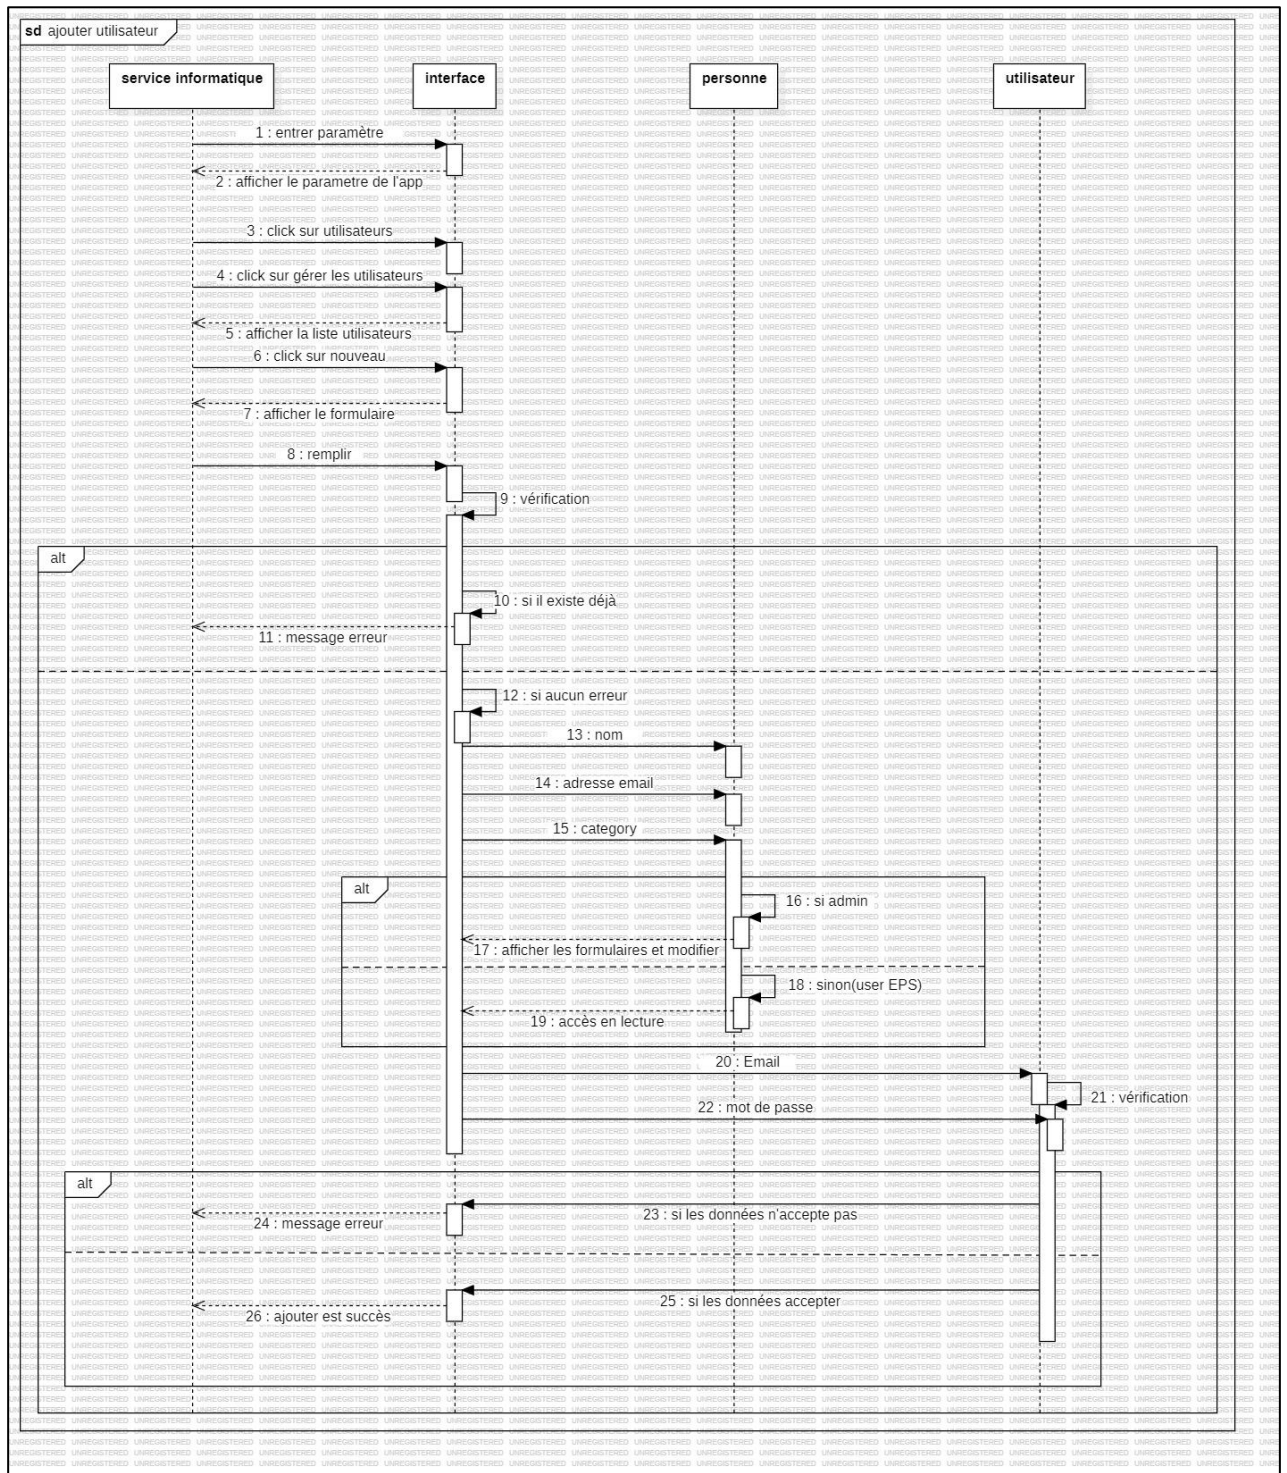 sd ajouter utilisateur
service informatique
interface
personne
utilisateur
1 : entrer paramètre
2 : afficher le parametre de l'app
3 : click sur utilisateurs
4 : click sur gérer les utilisateurs
5 : afficher la liste utilisateurs
6 : click sur nouveau
7 : afficher le formulaire
8 : remplir
9 : vérification
alt
10 : si il existe déjà
11 : message erreur
12 : si aucun erreur
13 : nom
14 : adresse email
15 : category
alt
16 : si admin
17 : afficher les formulaires et modifier
18 : sinon(user EPS)
19 : accès en lecture
20 : Email
21 : vérification
22 : mot de passe
alt
23 : si les données n'accepte pas
24 : message erreur
25 : si les données accepter
26 : ajouter est succès
UNREGISTERED